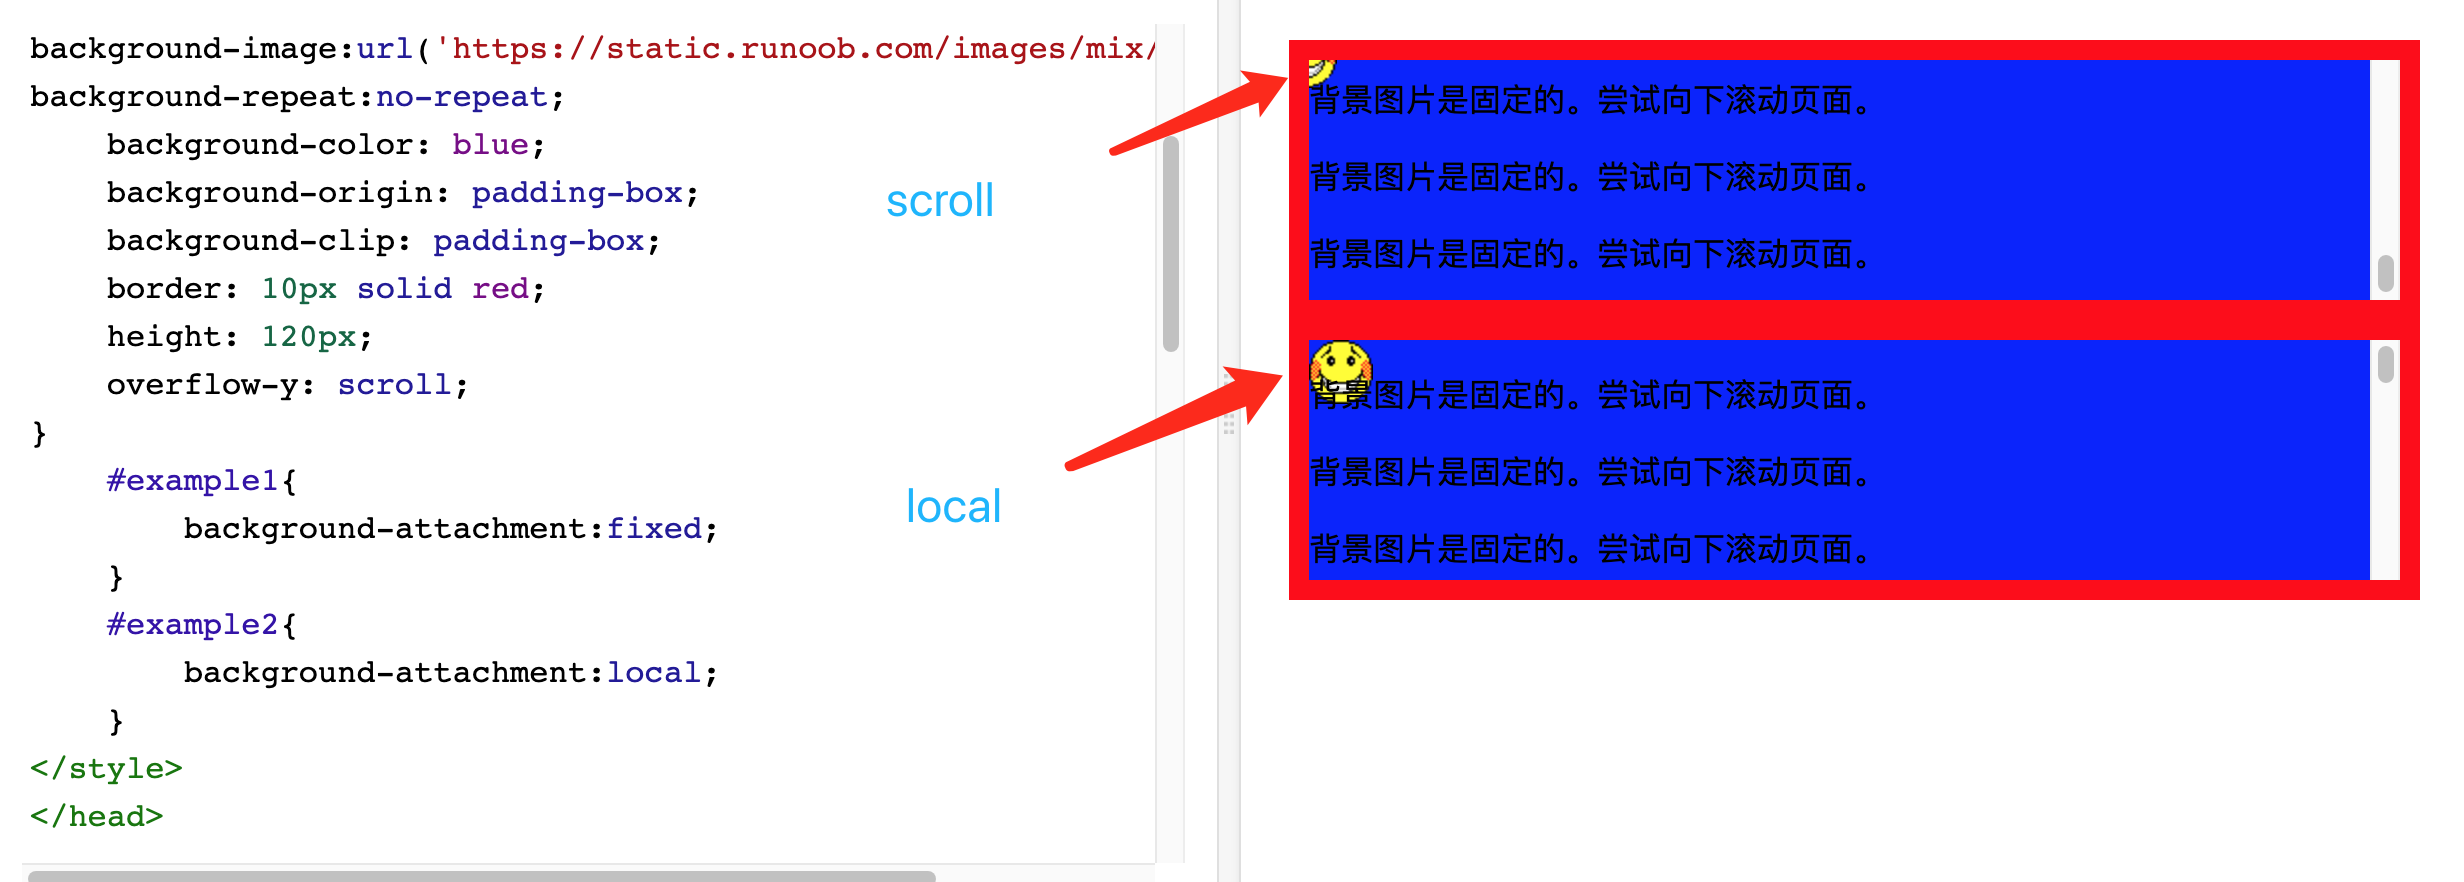 background-image:url('https://static.runoob.com/images/mix/
background-repeat:no-repeat;
background-color: blue;
background-origin: padding-box;
background-clip: padding-box;
border: 10px solid red;
height: 120px;
overflow-y: scroll;
}
#example1{
background-attachment:fixed;
}
#example2{
background-attachment:local;
}
</style>
</head>
scroll
local
背景图片是固定的。尝试向下滚动页面。
背景图片是固定的。尝试向下滚动页面。
背景图片是固定的。尝试向下滚动页面。
背景图片是固定的。尝试向下滚动页面。
背景图片是固定的。尝试向下滚动页面。
背景图片是固定的。尝试向下滚动页面。